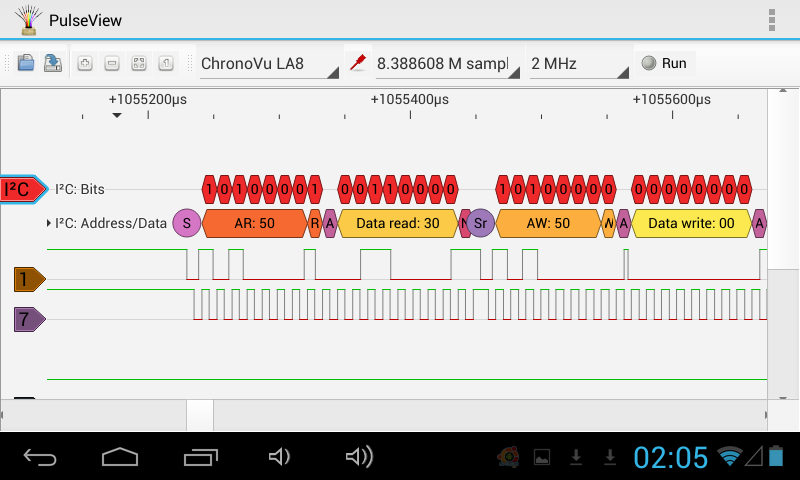 PulseView
ChronoVu LA8 8.388608 M sampl 2 MHz Run
+1055200µs +1055400µs +1055600µs
I²C I²C: Bits 1 0 1 0 0 0 0 1 0 0 1 1 0 0 0 0 1 0 1 0 0 0 0 0 0 0 0 0 0 0 0 0
I²C: Address/Data S AR: 50 R A Data read: 30 N Sr AW: 50 W A Data write: 00 A
1
7
02:05